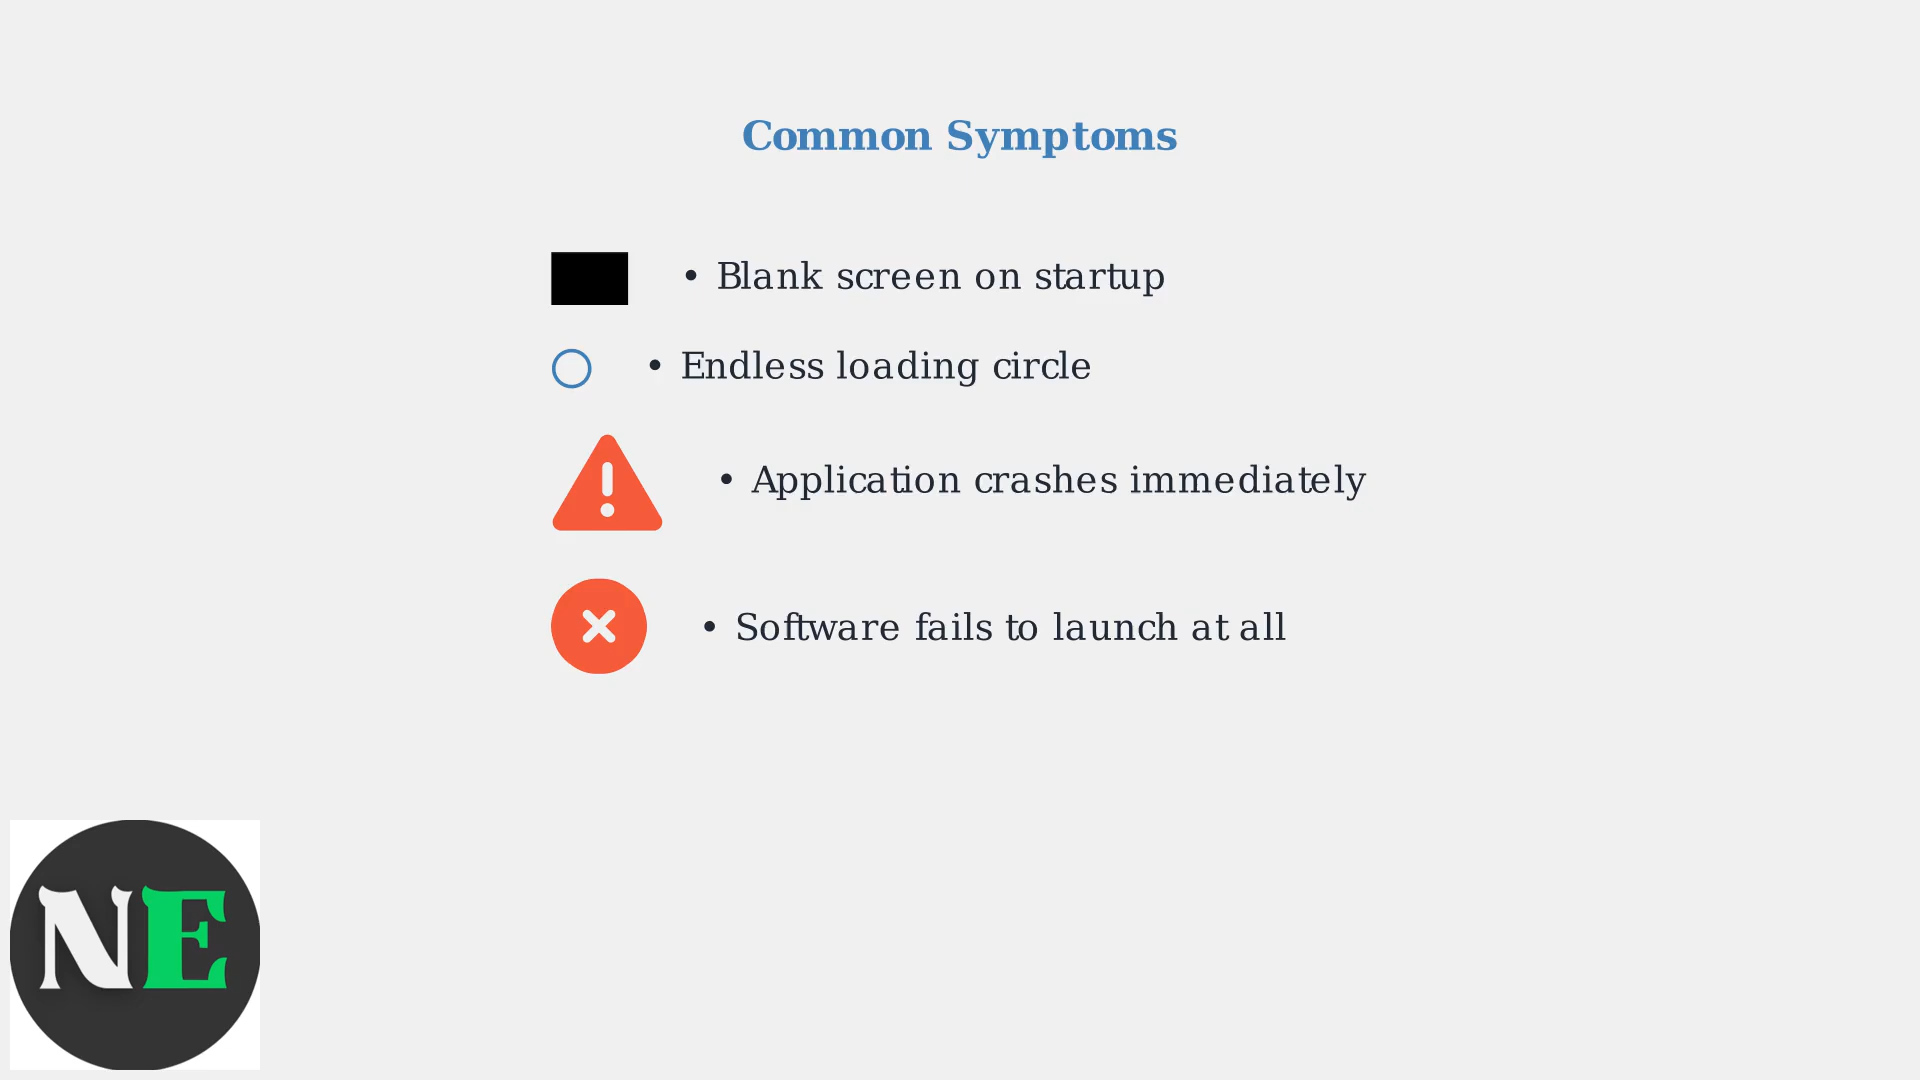 Common Symptoms
• Blank screen on startup
• Endless loading circle
• Application crashes immediately
• Software fails to launch at all
NE